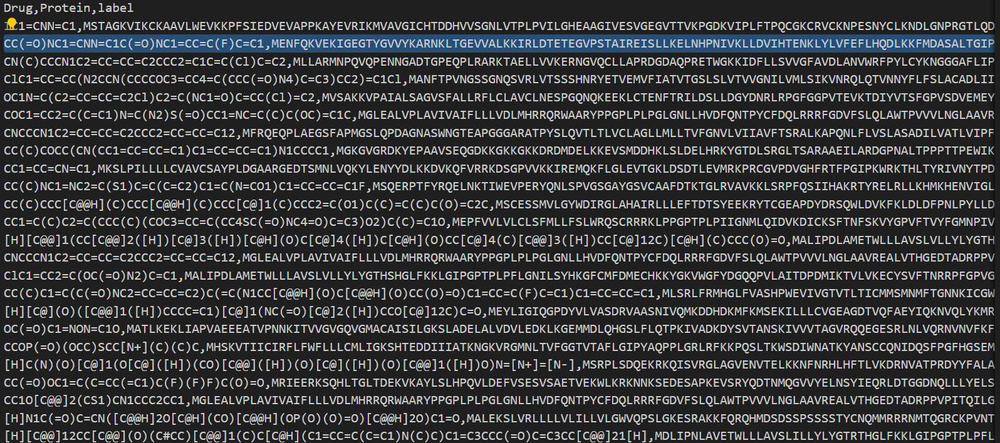 Drug,Protein,label
IC1=CNN=C1,MSTAGKVIKCKAAVLWEVKKPFSIEDVEVAPPKAYEVRIKMVAVGICHTDDHVVSGNLVTPLPVILGHEAAGIVESVGEGVTTVKPGDKVIPLFTPQCGKCRVCKNPESNYCLKNDLGNPRGTLQD
CC(=O)NC1=CNN=C1C(=O)NC1=CC=C(F)C=C1,MENFQKVEKIGEGTYGVVYKARNKLTGEVVALKKIRLDTETEGVPSTAIREISLLKELNHPNIVKLLDVIHTENKLYLVFEFLHQDLKKFMDASALTGIP
CN(C)CCCN1C2=CC=CC=C2CCC2=C1C=C(Cl)C=C2,MLLARMNPQVQPENNGADTGPEQPLRARKTAELLVVKERNGVQCLLAPRDGDAQPRETWGKKIDFLLSVVGFAVDLANVWRFPYLCYKNGGGAFLIP
ClC1=CC=CC(N2CCN(CCCCOC3=CC4=C(CCC(=O)N4)C=C3)CC2)=C1Cl,MANFTPVNGSSGNQSVRLVTSSSHNRYETVEMVFIATVTGSLSLVTVVGNILVMLSIKVNRQLQTVNNYFLFSLACADLII
OC1N=C(C2=CC=CC=C2Cl)C2=C(NC1=O)C=CC(Cl)=C2,MVSAKKVPAIALSAGVSFALLRFLCLAVCLNESPGQNQKEEKLCTENFTRILDSLLDGYDNRLRPGFGGPVTEVKTDIYVTSFGPVSDVEMEY
COC1=CC2=C(C=C1)N=C(N2)S(=O)CC1=NC=C(C)C(OC)=C1C,MGLEALVPLAVIVAIFLLLVDLMHRRQRWAARYPPGPLPLPGLGNLLHVDFQNTPYCFDQLRRRFGDVFSLQLAWTPVVVLNGLAAVR
CNCCCN1C2=CC=CC=C2CCC2=CC=CC=C12,MFRQEQPLAEGSFAPMGSLQPDAGNASWNGTEAPGGGARATPYSLQVTLTLVCLAGLLMLLTVFGNVLVIIAVFTSRALKAPQNLFLVSLASADILVATLVIPF
CC(C)COCC(CN(CC1=CC=CC=C1)C1=CC=CC=C1)N1CCCC1,MGKGVGRDKYEPAAVSEQGDKKGKKGKKDRDMDELKKEVSMDDHKLSLDELHRKYGTDLSRGLTSARAAEILARDGPNALTPPPTTPEWIK
CC1=CC=CN=C1,MKSLPILLLLCVAVCSAYPLDGAARGEDTSMNLVQKYLENYYDLKKDVKQFVRRKDSGPVVKKIREMQKFLGLEVTGKLDSDTLEVMRKPRCGVPDVGHFRTFPGIPKWRKTHLTYRIVNYTPD
CC(C)NC1=NC2=C(S1)C=C(C=C2)C1=C(N=CO1)C1=CC=CC=C1F,MSQERPTFYRQELNKTIWEVPERYQNLSPVGSGAYGSVCAAFDTKTGLRVAVKKLSRPFQSIIHAKRTYRELRLLKHMKHENVIGL
CC(C)CCC[C@@H](C)CCC[C@@H](C)CCC[C@]1(C)CCC2=C(O1)C(C)=C(C)C(O)=C2C,MSCESSMVLGYWDIRGLAHAIRLLLEFTDTSYEEKRYTCGEAPDYDRSQWLDVKFKLDLDFPNLPYLLD
CC1=C(C)C2=C(CCC(C)(COC3=CC=C(CC4SC(=O)NC4=O)C=C3)O2)C(C)=C1O,MEPFVVLVLCLSFMLLFSLWRQSCRRRKLPPGPTPLPIIGNMLQIDVKDICKSFTNFSKVYGPVFTVYFGMNPIV
[H][C@@]1(CC[C@@]2([H])[C@]3([H])[C@H](O)C[C@]4([H])C[C@H](O)CC[C@]4(C)[C@@]3([H])CC[C@]12C)[C@H](C)CCC(O)=O,MALIPDLAMETWLLLAVSLVLLYLYGTH
CNCCCN1C2=CC=CC=C2CCC2=CC=CC=C12,MGLEALVPLAVIVAIFLLLVDLMHRRQRWAARYPPGPLPLPGLGNLLHVDFQNTPYCFDQLRRRFGDVFSLQLAWTPVVVLNGLAAVREALVTHGEDTADRPPV
ClC1=CC2=C(OC(=O)N2)C=C1,MALIPDLAMETWLLLAVSLVLLYLYGTHSHGLFKKLGIPGPTPLPFLGNILSYHKGFCMFDMECHKKYGKVWGFYDGQQPVLAITDPDMIKTVLVKECYSVFTNRRPFGPVG
CC(C)C1=C(C(=O)NC2=CC=CC=C2)C(=C(N1CC[C@@H](O)C[C@@H](O)CC(O)=O)C1=CC=C(F)C=C1)C1=CC=CC=C1,MLSRLFRMHGLFVASHPWEVIVGTVTLTICMMSMNMFTGNNKICGW
[H][C@](O)([C@@]1([H])CCCC=C1)[C@]1(NC(=O)[C@]2([H])CCO[C@]12C)C=O,MEYLIGIQGPDYVLVASDRVAASNIVQMKDDHDKMFKMSEKILLLCVGEAGDTVQFAEYIQKNVQLYKMR
OC(=O)C1=NON=C1O,MATLKEKLIAPVAEEEATVPNNKITVVGVGQVGMACAISILGKSLADELALVDVLEDKLKGEMMDLQHGSLFLQTPKIVADKDYSVTANSKIVVVTAGVRQQEGESRLNLVQRNVNVFKF
CCOP(=O)(OCC)SCC[N+](C)(C)C,MHSKVTIICIRFLFWFLLLCMLIGKSHTEDDIIIATKNGKVRGMNLTVFGGTVTAFLGIPYAQPPLGRLRFKKPQSLTKWSDIWNATKYANSCCQNIDQSFPGFHGSEM
[H]C(N)(O)[C@]1(O[C@]([H])(CO)[C@@]([H])(O)[C@]([H])(O)[C@@]1([H])O)N=[N+]=[N-],MSRPLSDQEKRKQISVRGLAGVENVTELKKNFNRHLHFTLVKDRNVATPRDYYFALA
CC(=O)OC1=C(C=CC(=C1)C(F)(F)F)C(O)=O,MRIEERKSQHLTGLTDEKVKAYLSLHPQVLDEFVSESVSAETVEKWLKRKNNKSEDESAPKEVSRYQDTNMQGVVYELNSYIEQRLDTGGDNQLLLYELS
CC1O[C@@]2(CS1)CN1CCC2CC1,MGLEALVPLAVIVAIFLLLVDLMHRRQRWAARYPPGPLPLPGLGNLLHVDFQNTPYCFDQLRRRFGDVFSLQLAWTPVVVLNGLAAVREALVTHGEDTADRPPVPITQILG
[H]N1C(=O)C=CN([C@@H]2O[C@H](CO)[C@@H](OP(O)(O)=O)[C@@H]2O)C1=O,MALEKSLVRLLLLVLILLVLGWVQPSLGKESRAKKFQRQHMDSDSSPSSSSTYCNQMMRRRNMTQGRCKPVNT
[H][C@@]12CC[C@@](O)(C#CC)[C@@]1(C)C[C@H](C1=CC=C(C=C1)N(C)C)C1=C3CCC(=O)C=C3CC[C@@]21[H],MDLIPNLAVETWLLLAVSLILLYLYGTRTHGLFKKLGIPGPTPLPFL